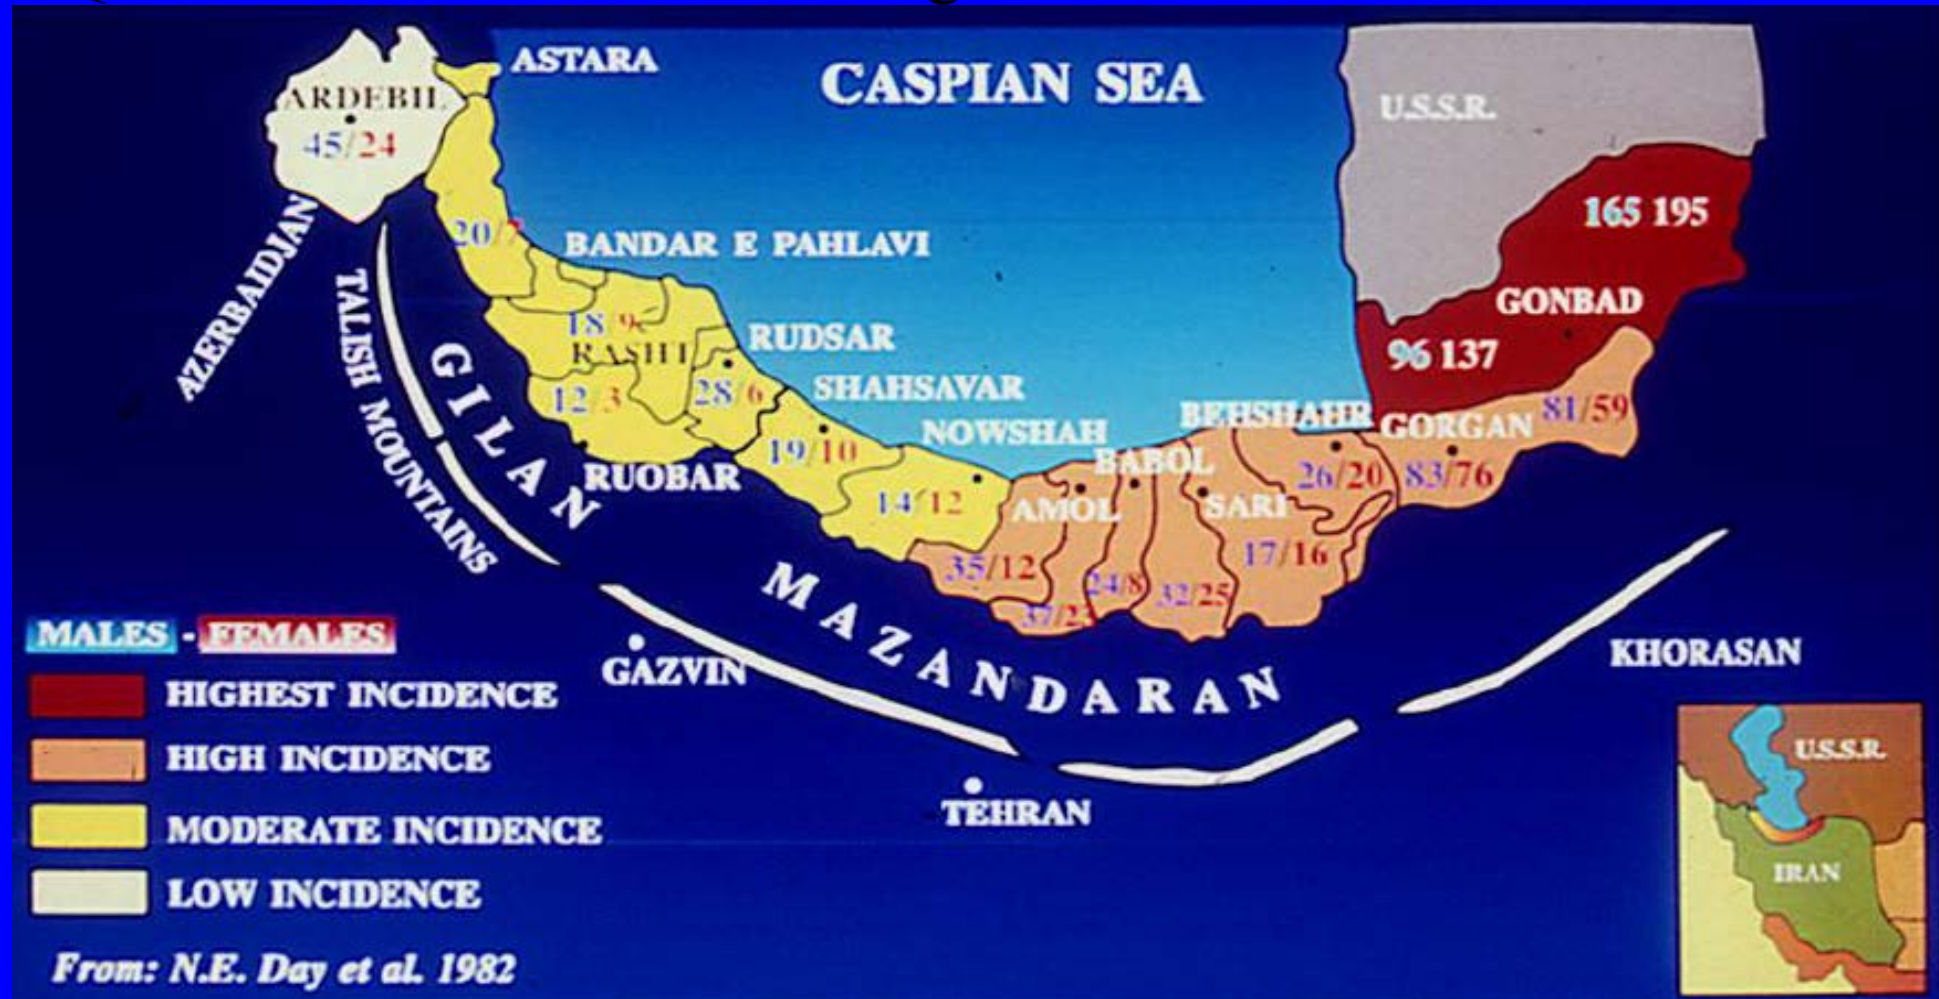 ASTARA
CASPIAN SEA
ARDEBIL
45/24
U.S.S.R.
165 195
AZERBAIDJAN
20/7
BANDAR E PAHLAVI
TALISH MOUNTAINS
GONBAD
18/9
RASHT
RUDSAR
96 137
GILAN
12/3
28/6
SHAHSAVAR
BEHSHAHR
GORGAN
81/59
NOWSHAH
19/10
BABOL
RUOBAR
26/20
83/76
14/12
AMOL
SARI
35/12
17/16
24/8
32/25
MAZANDARAN
MALES - FEMALES
GAZVIN
KHORASAN
HIGHEST INCIDENCE
HIGH INCIDENCE
U.S.S.R.
TEHRAN
MODERATE INCIDENCE
IRAN
LOW INCIDENCE
From: N.E. Day et al. 1982